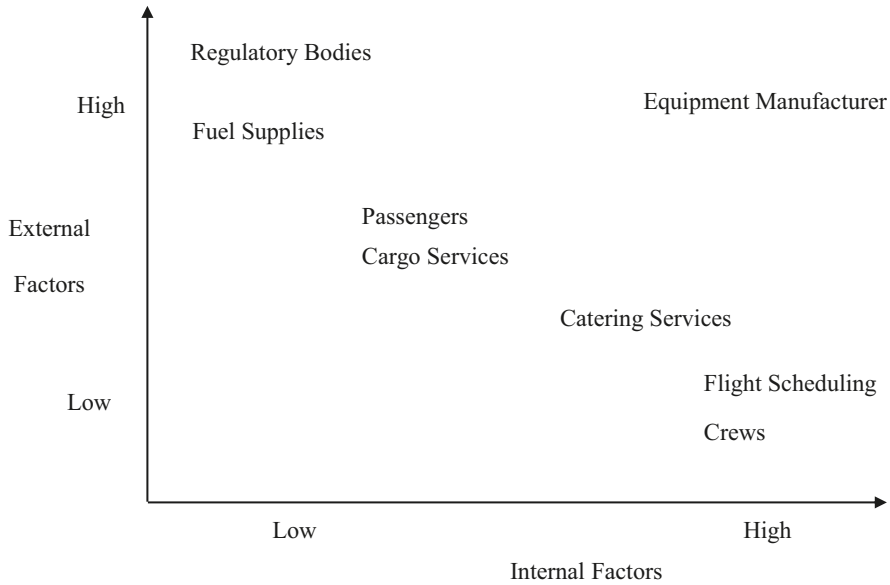 Regulatory Bodies
High
Equipment Manufacturer
Fuel Supplies
Passengers
External
Cargo Services
Factors
Catering Services
Flight Scheduling
Low
Crews
Low
High
Internal Factors